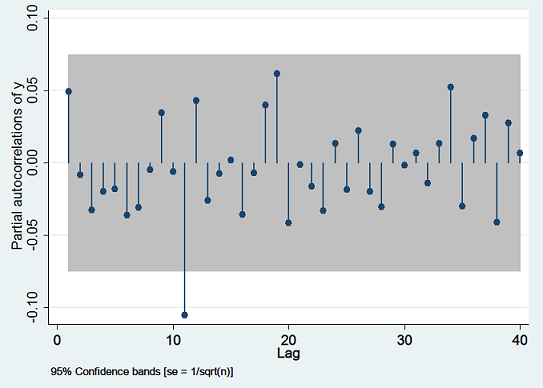 Partial autocorrelations of y
0.10
0.05
0.00
-0.05
-0.10
0 10 20 30 40
Lag
95% Confidence bands [se = 1/sqrt(n)]